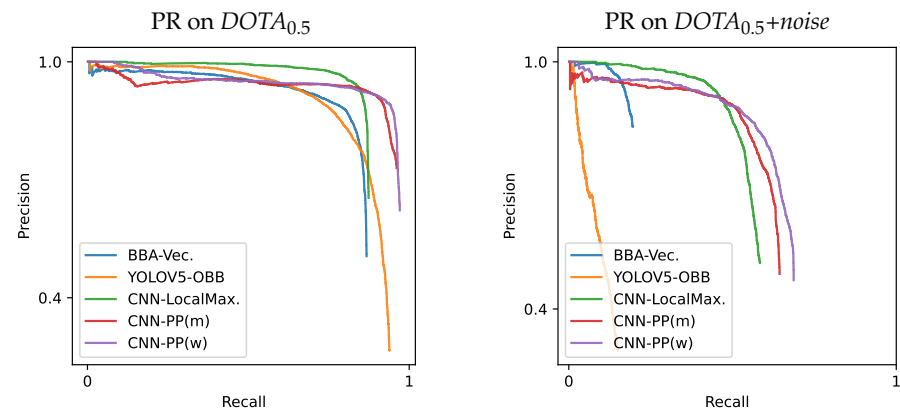 PR on DOTA0.5
1.0
0.4
Precision
BBA-Vec.
YOLOV5-OBB
CNN-LocalMax.
CNN-PP(m)
CNN-PP(w)
0
1
Recall
PR on DOTA0.5+noise
1.0
0.4
Precision
BBA-Vec.
YOLOV5-OBB
CNN-LocalMax.
CNN-PP(m)
CNN-PP(w)
0
1
Recall